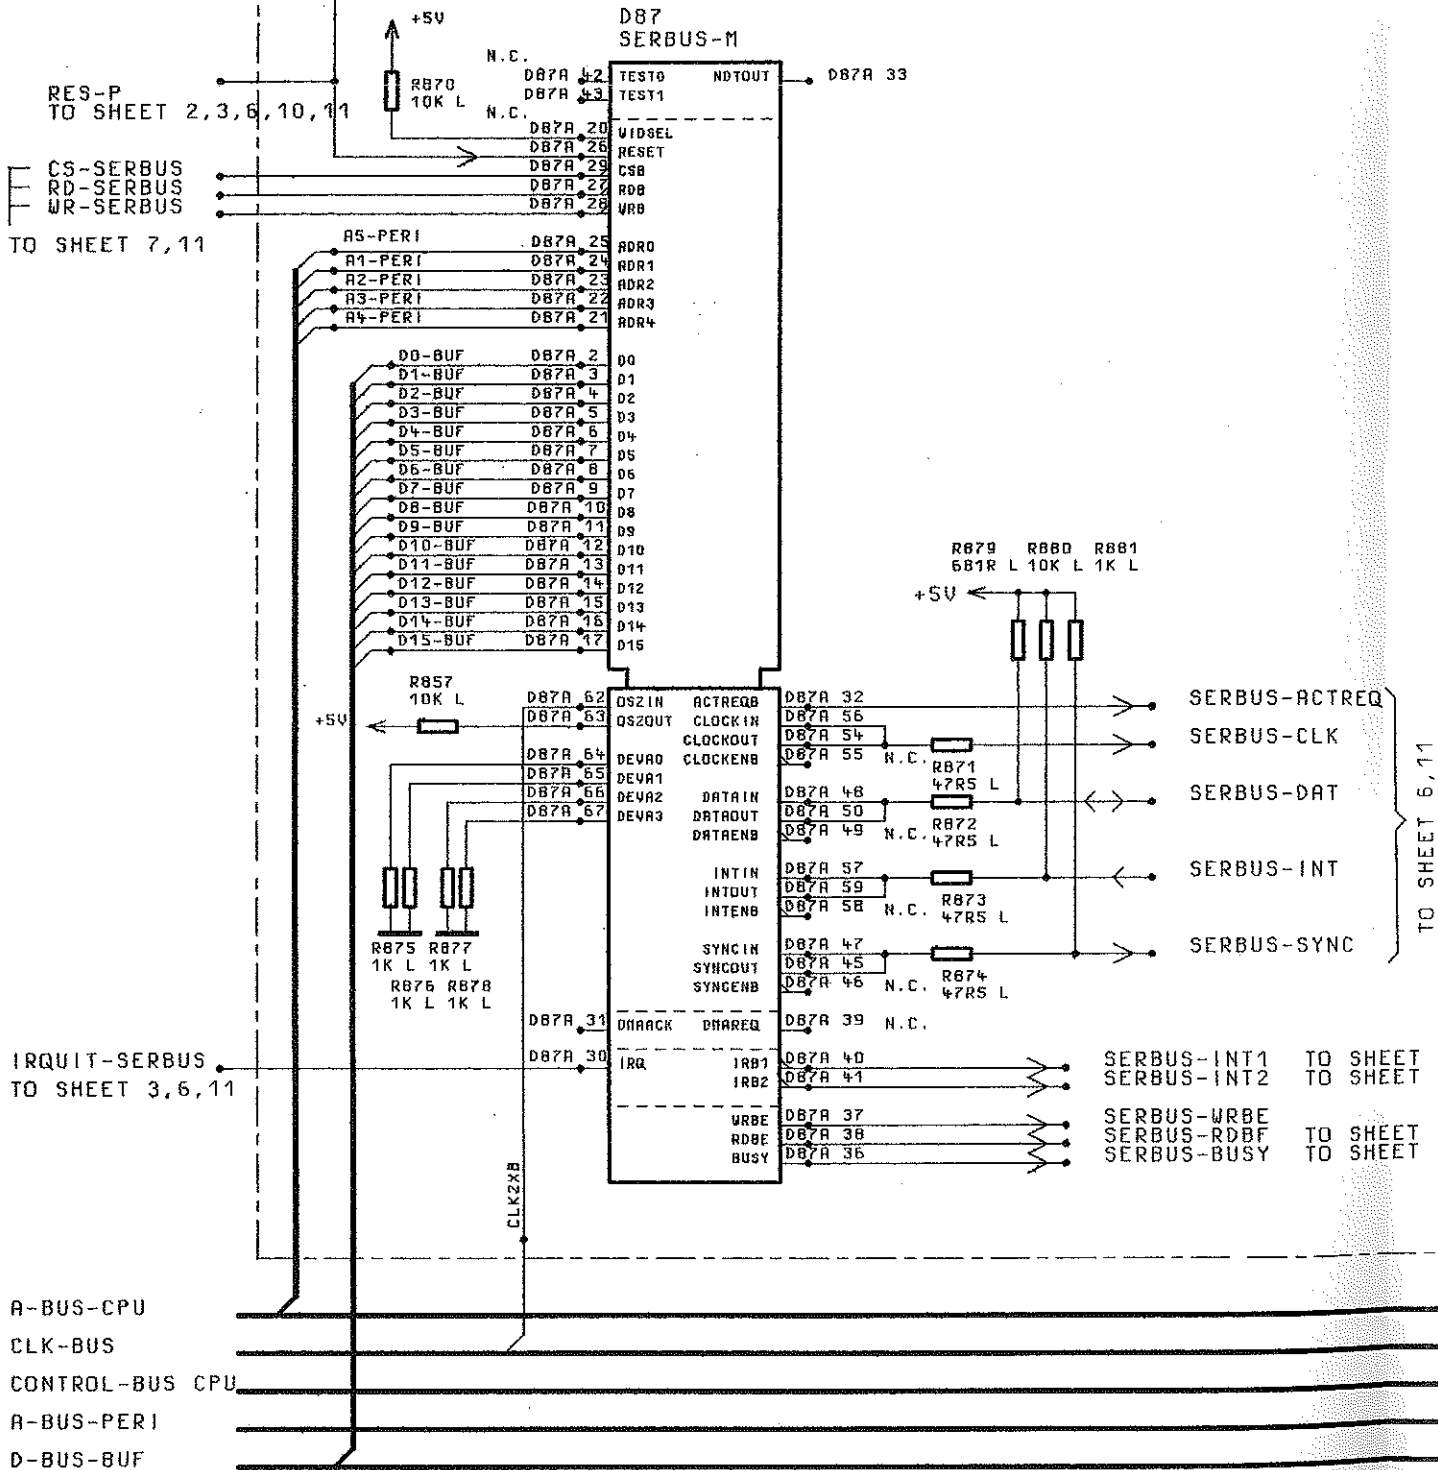 D87
SERBUS-M
+5V
R870
10K L
N.C.
D87A 42 TEST0
D87A 43 TEST1
N.C.
NDTOUT D87A 33
RES-P
TO SHEET 2,3,6,10,11
D87A 20 WIDSEL
D87A 26 RESET
CS-SERBUS D87A 29 CSB
RD-SERBUS D87A 27 RDB
WR-SERBUS D87A 28 WRB
TO SHEET 7,11
A5-PERI D87A 25 ADR0
A1-PERI D87A 24 ADR1
A2-PERI D87A 23 ADR2
A3-PERI D87A 22 ADR3
A4-PERI D87A 21 ADR4
D0-BUF D87A 2 D0
D1-BUF D87A 3 D1
D2-BUF D87A 4 D2
D3-BUF D87A 5 D3
D4-BUF D87A 6 D4
D5-BUF D87A 7 D5
D6-BUF D87A 8 D6
D7-BUF D87A 9 D7
D8-BUF D87A 10 D8
D9-BUF D87A 11 D9
D10-BUF D87A 12 D10
D11-BUF D87A 13 D11
D12-BUF D87A 14 D12
D13-BUF D87A 15 D13
D14-BUF D87A 16 D14
D15-BUF D87A 17 D15
R879 R880 R881
681R L 10K L 1K L
+5V
R857
10K L
+5V
D87A 62 OSZIN
D87A 63 OSZOUT
D87A 64 DEVA0
D87A 65 DEVA1
D87A 66 DEVA2
D87A 67 DEVA3
R875 R877
1K L 1K L
R876 R878
1K L 1K L
ACTREQB D87A 32 SERBUS-ACTREQ
CLOCKIN D87A 56
CLOCKOUT D87A 54 SERBUS-CLK
CLOCKENB D87A 55 N.C.
R871
47R5 L
DATAIN D87A 48 SERBUS-DAT
DATAOUT D87A 50
DATAENB D87A 49 N.C.
R872
47R5 L
INTIN D87A 57 SERBUS-INT
INTOUT D87A 59
INTENB D87A 58 N.C.
R873
47R5 L
SYNCIN D87A 47 SERBUS-SYNC
SYNCOUT D87A 45
SYNCENB D87A 46 N.C.
R874
47R5 L
TO SHEET 6,11
D87A 31 DMAACK
DMAREQ D87A 39 N.C.
IRQUIT-SERBUS D87A 30 IRQ
TO SHEET 3,6,11
IRB1 D87A 40 SERBUS-INT1 TO SHEET
IRB2 D87A 41 SERBUS-INT2 TO SHEET
WRBE D87A 37 SERBUS-WRBE
RDBE D87A 38 SERBUS-RDBF TO SHEET
BUSY D87A 36 SERBUS-BUSY TO SHEET
CLK2XB
A-BUS-CPU
CLK-BUS
CONTROL-BUS CPU
A-BUS-PERI
D-BUS-BUF